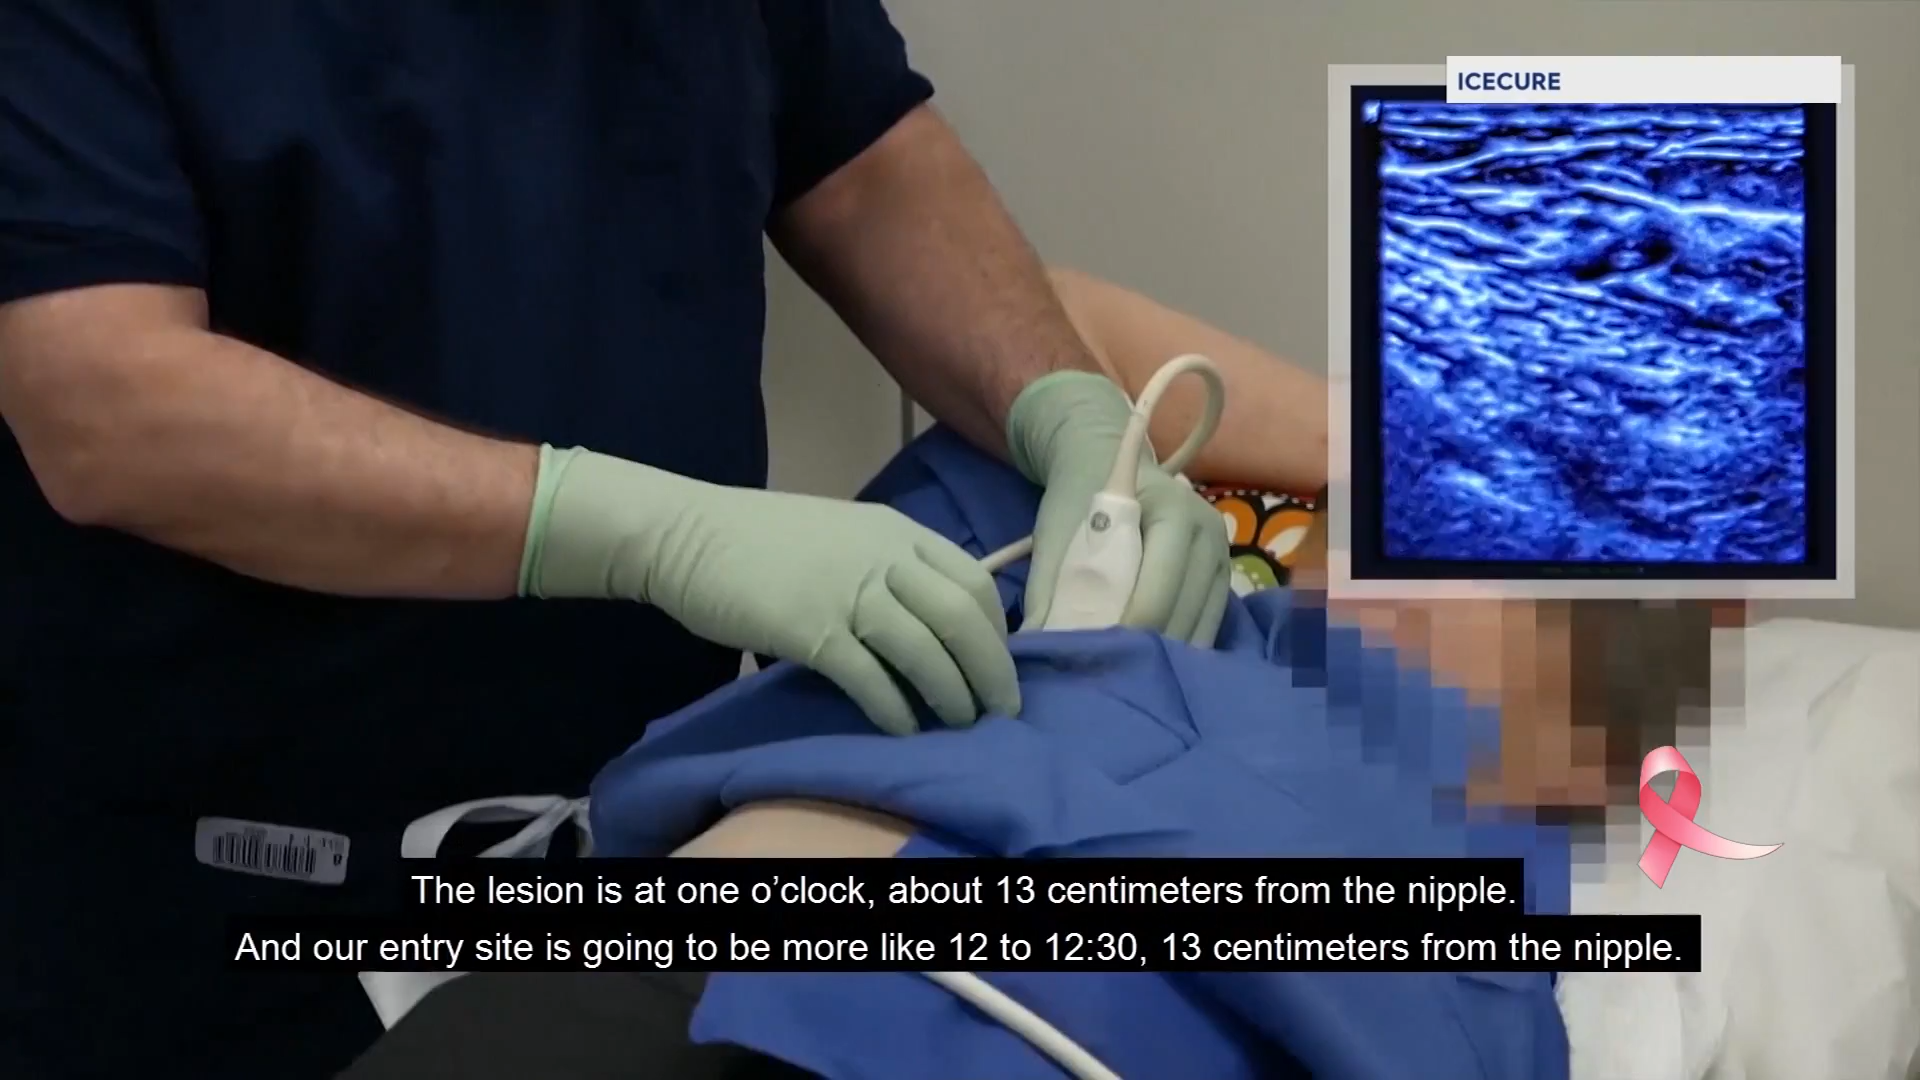 ICECURE
The lesion is at one o’clock, about 13 centimeters from the nipple.
And our entry site is going to be more like 12 to 12:30, 13 centimeters from the nipple.